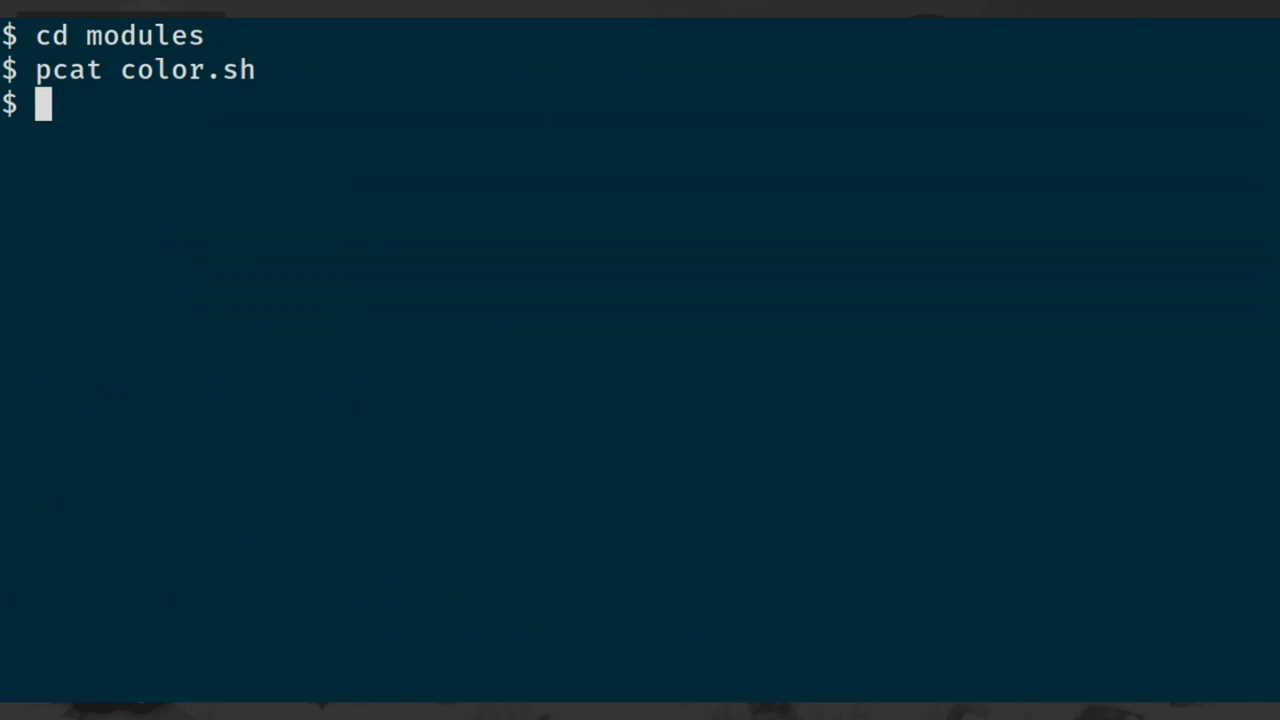 $ cd modules
$ pcat color.sh
$